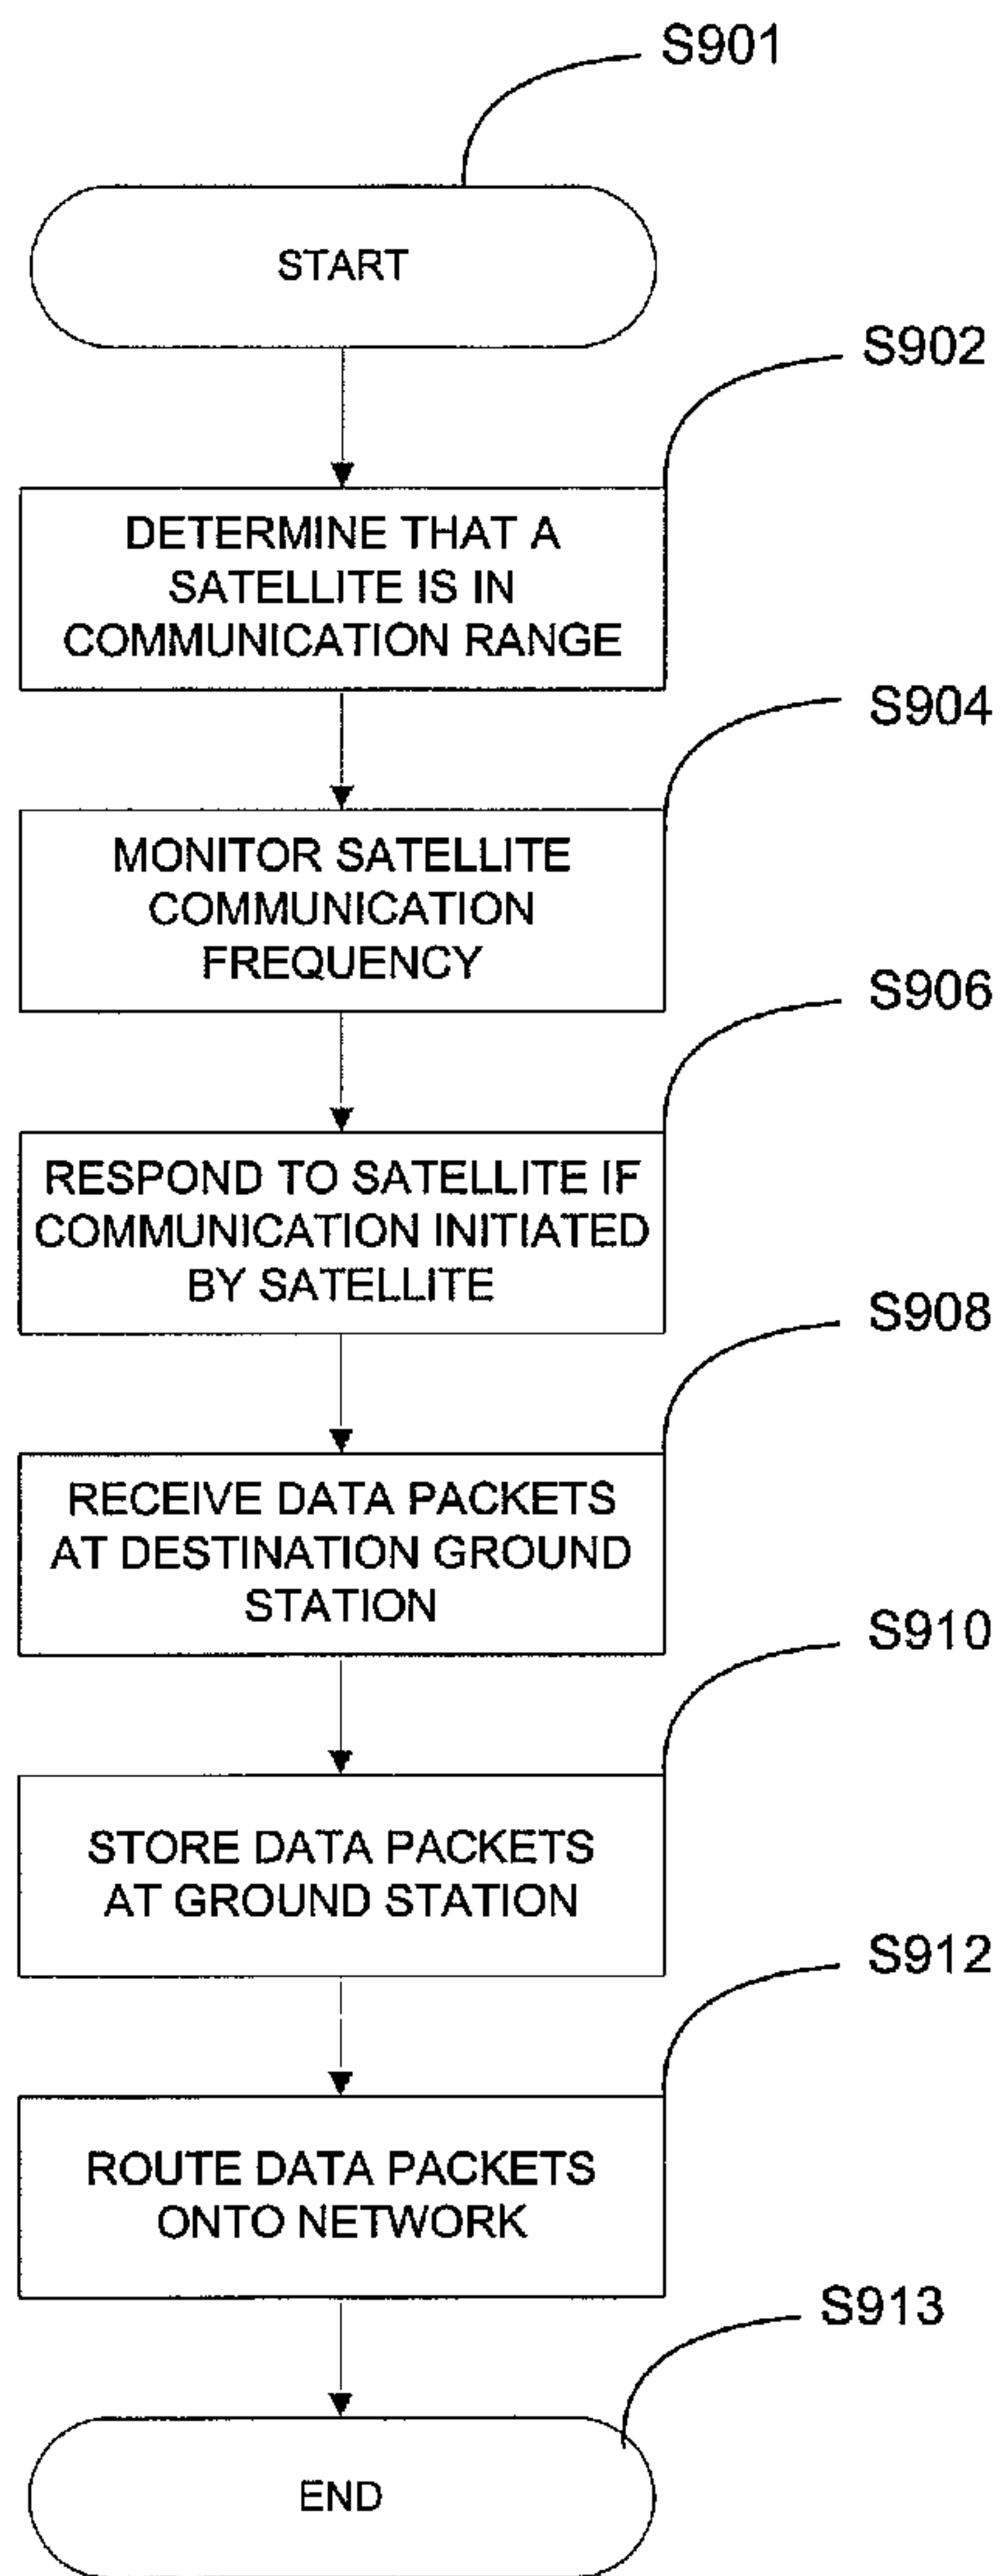 S901
START
S902
DETERMINE THAT A
SATELLITE IS IN
COMMUNICATION RANGE
S904
MONITOR SATELLITE
COMMUNICATION
FREQUENCY
S906
RESPOND TO SATELLITE IF
COMMUNICATION INITIATED
BY SATELLITE
S908
RECEIVE DATA PACKETS
AT DESTINATION GROUND
STATION
S910
STORE DATA PACKETS
AT GROUND STATION
S912
ROUTE DATA PACKETS
ONTO NETWORK
S913
END